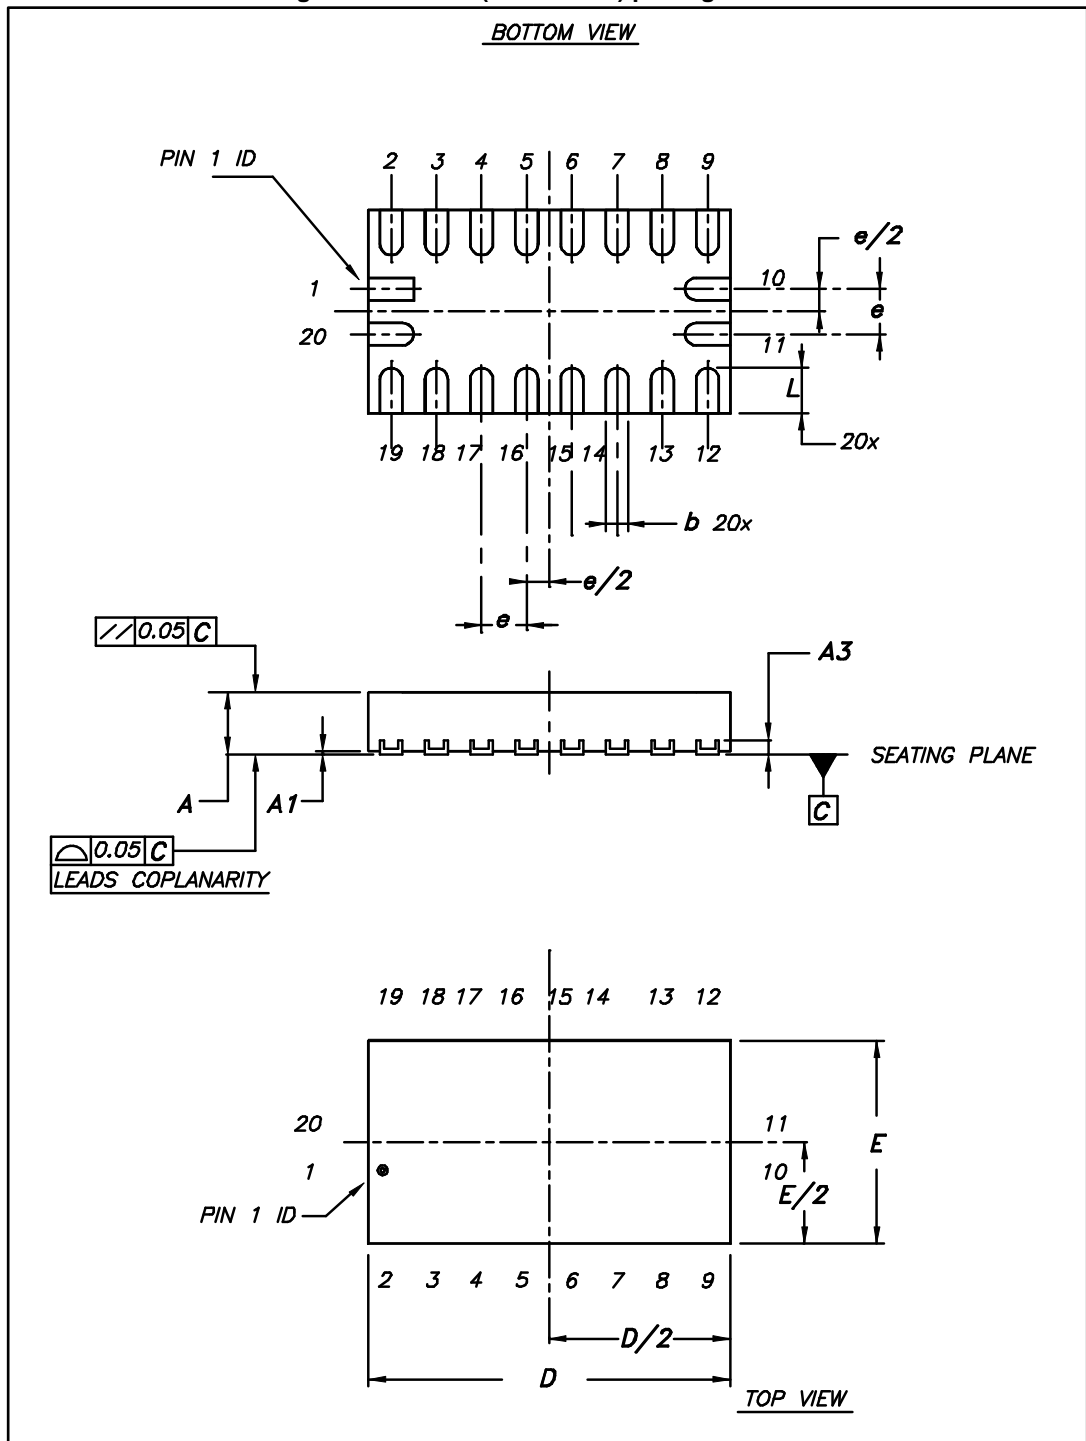 BOTTOM VIEW
PIN 1 ID
2 3 4 5 6 7 8 9
e/2
1
10
e
20
11
L
19 18 17 16 15 14 13 12
20x
b 20x
e/2
e
// 0.05 C
A3
SEATING PLANE
A
A1
C
0.05 C
LEADS COPLANARITY
19 18 17 16 15 14 13 12
20
11
E
1
10
E/2
PIN 1 ID
2 3 4 5 6 7 8 9
D/2
D
TOP VIEW